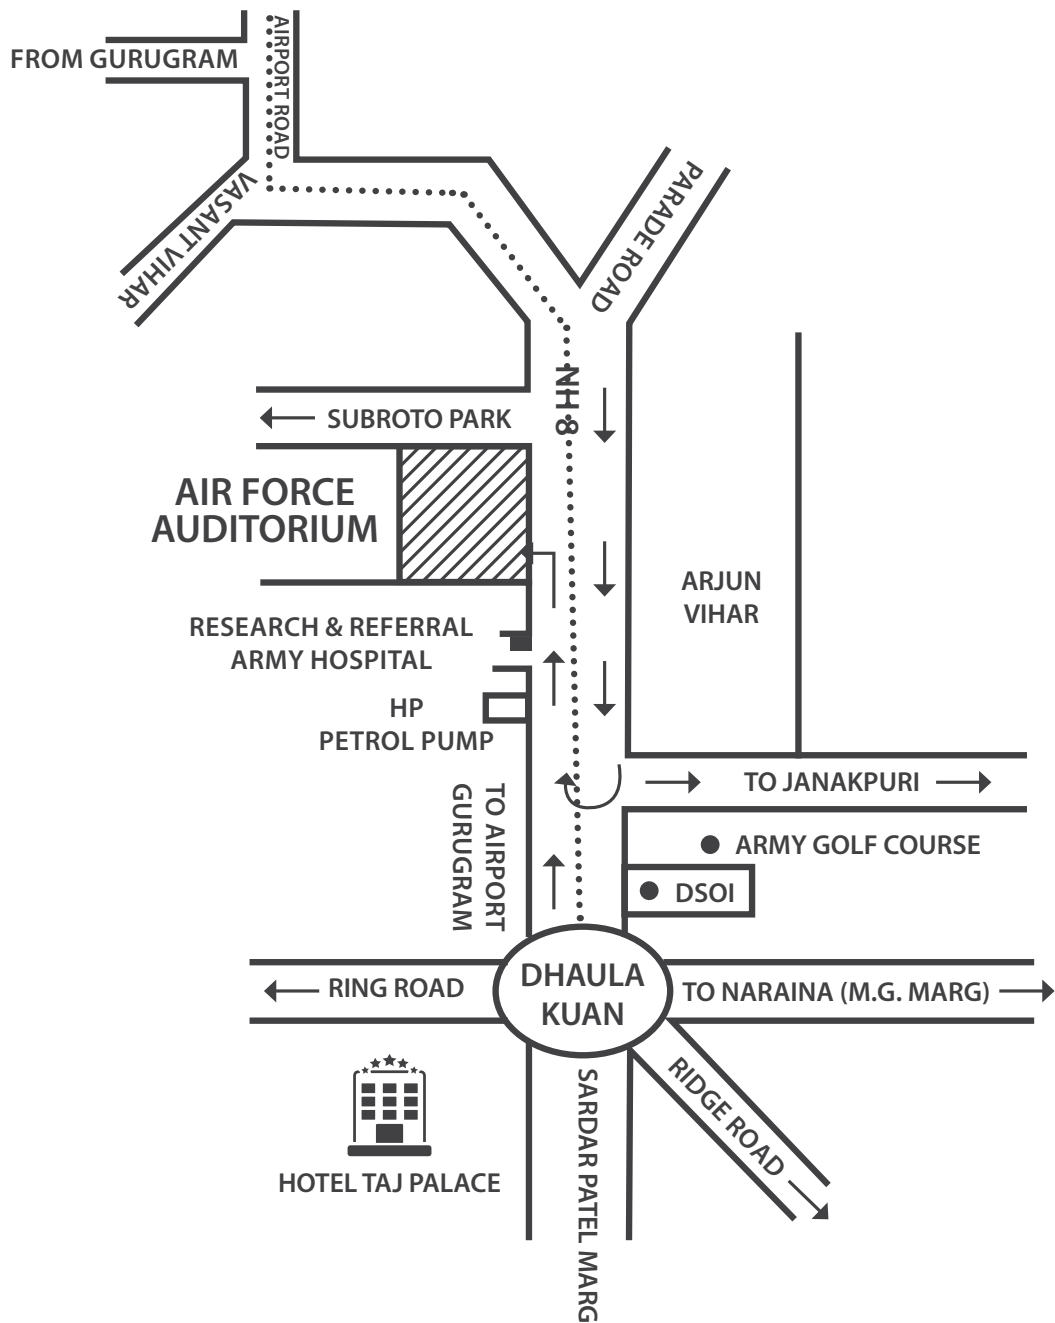 AIRPORT ROAD
FROM GURUGRAM
VASANT VIHAR
PARADE ROAD
NH 8
SUBROTO PARK
AIR FORCE
AUDITORIUM
ARJUN
VIHAR
RESEARCH & REFERRAL
ARMY HOSPITAL
HP
PETROL PUMP
TO JANAKPURI
TO AIRPORT
GURUGRAM
ARMY GOLF COURSE
DSOI
DHAULA
KUAN
RING ROAD
TO NARAINA (M.G. MARG)
RIDGE ROAD
SARDAR PATEL MARG
HOTEL TAJ PALACE